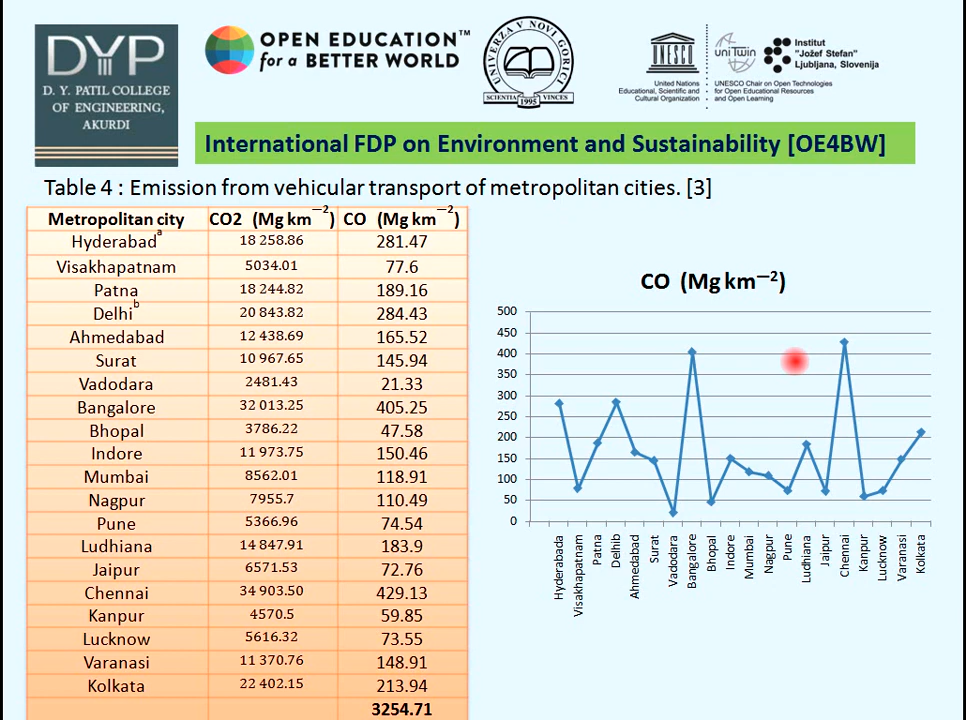 DYP
D. Y. PATIL COLLEGE
OF ENGINEERING,
AKURDI
OPEN EDUCATION™
for a BETTER WORLD
UNIVERZA V NOVI GORICI
SCIENTIA VINCES
1995
UNESCO
United Nations
Educational, Scientific and
Cultural Organization
uniTwin
UNESCO Chair on Open Technologies
for Open Educational Resources
and Open Learning
Institut
"Jožef Stefan"
Ljubljana, Slovenija
International FDP on Environment and Sustainability [OE4BW]
Table 4 : Emission from vehicular transport of metropolitan cities. [3]
Metropolitan city CO2 (Mg km⁻²) CO (Mg km⁻²)
Hyderabadᵃ 18 258.86 281.47
Visakhapatnam 5034.01 77.6
Patna 18 244.82 189.16
Delhiᵇ 20 843.82 284.43
Ahmedabad 12 438.69 165.52
Surat 10 967.65 145.94
Vadodara 2481.43 21.33
Bangalore 32 013.25 405.25
Bhopal 3786.22 47.58
Indore 11 973.75 150.46
Mumbai 8562.01 118.91
Nagpur 7955.7 110.49
Pune 5366.96 74.54
Ludhiana 14 847.91 183.9
Jaipur 6571.53 72.76
Chennai 34 903.50 429.13
Kanpur 4570.5 59.85
Lucknow 5616.32 73.55
Varanasi 11 370.76 148.91
Kolkata 22 402.15 213.94
3254.71
CO (Mg km⁻²)
500
450
400
350
300
250
200
150
100
50
0
Hyderabada
Visakhapatnam
Patna
Delhib
Ahmedabad
Surat
Vadodara
Bangalore
Bhopal
Indore
Mumbai
Nagpur
Pune
Ludhiana
Jaipur
Chennai
Kanpur
Lucknow
Varanasi
Kolkata